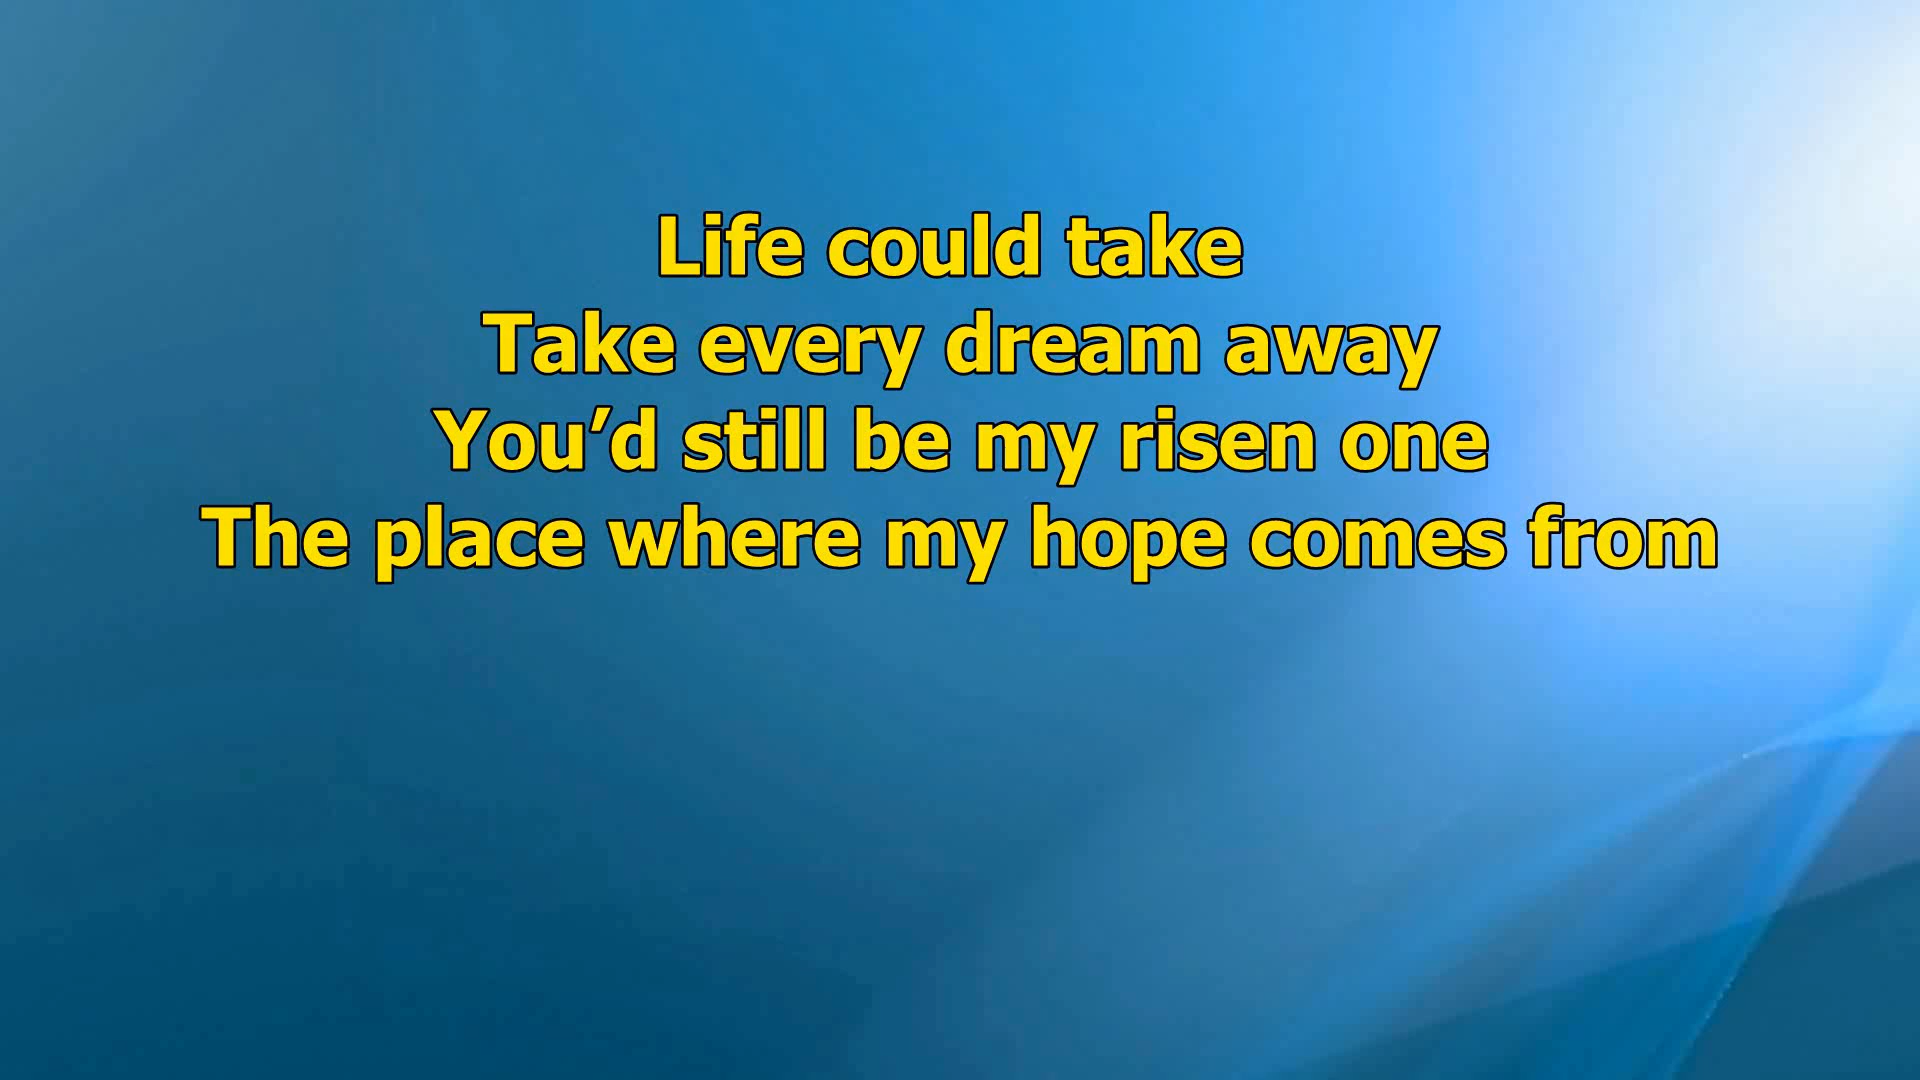 Life could take
Take every dream away
You’d still be my risen one
The place where my hope comes from